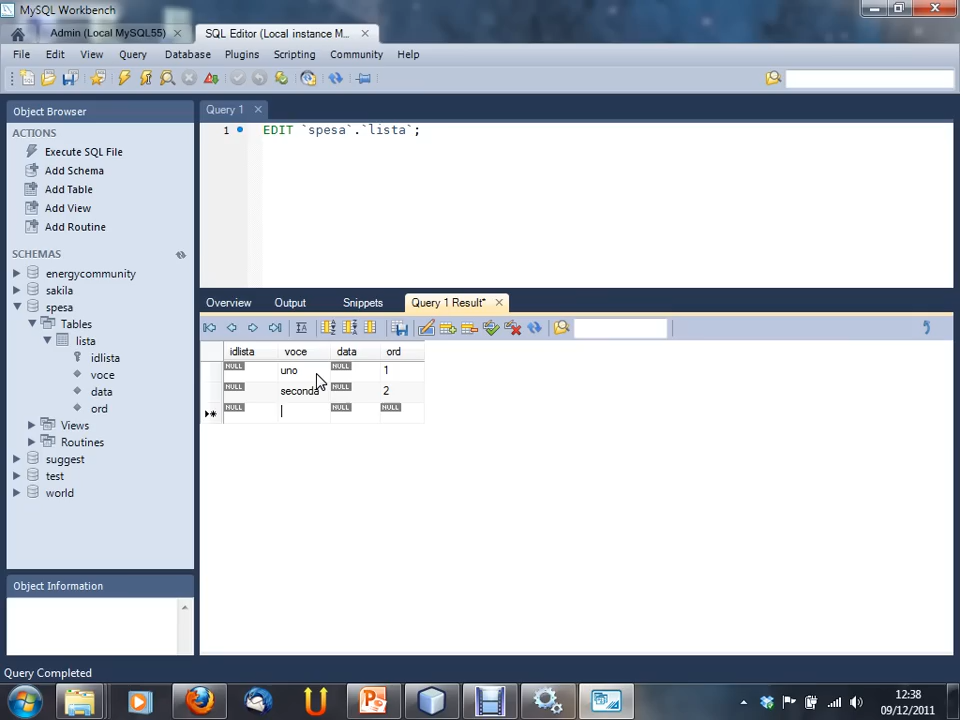 MySQL Workbench
Admin (Local MySQL55)
SQL Editor (Local instance M...
File Edit View Query Database Plugins Scripting Community Help
Object Browser
Query 1
ACTIONS
1 EDIT `spesa`.`lista`;
Execute SQL File
Add Schema
Add Table
Add View
Add Routine
SCHEMAS
energycommunity
sakila
spesa
Tables
lista
idlista
voce
data
ord
Views
Routines
suggest
test
world
Overview Output Snippets Query 1 Result*
idlista voce data ord
NULL uno NULL 1
NULL seconda NULL 2
NULL NULL NULL
Object Information
Query Completed
12:38
09/12/2011